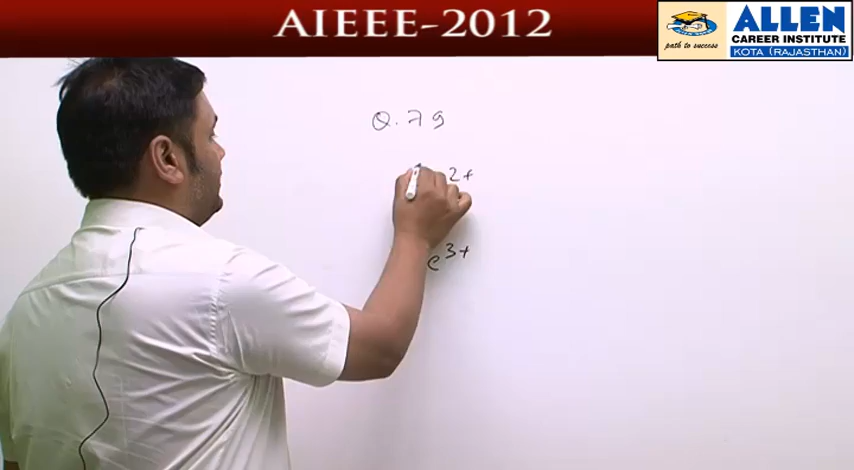 AIEEE-2012
ALLEN
CAREER INSTITUTE
path to success
KOTA (RAJASTHAN)
Q. 79
2+
e3+